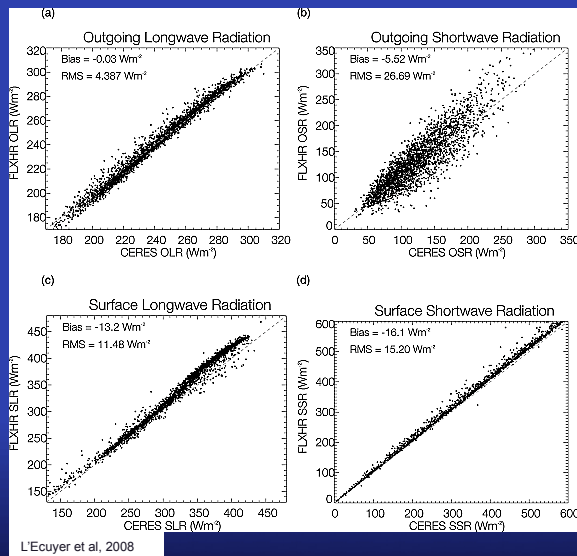 (a)
Outgoing Longwave Radiation
Bias = -0.03 Wm⁻²
RMS = 4.387 Wm⁻²
FLXHR OLR (Wm⁻²)
320
300
280
260
240
220
200
180
180 200 220 240 260 280 300 320
CERES OLR (Wm⁻²)
(b)
Outgoing Shortwave Radiation
Bias = -5.52 Wm⁻²
RMS = 26.69 Wm⁻²
FLXHR OSR (Wm⁻²)
350
300
250
200
150
100
50
0
0 50 100 150 200 250 300 350
CERES OSR (Wm⁻²)
(c)
Surface Longwave Radiation
Bias = -13.2 Wm⁻²
RMS = 11.48 Wm⁻²
FLXHR SLR (Wm⁻²)
450
400
350
300
250
200
150
150 200 250 300 350 400 450
CERES SLR (Wm⁻²)
(d)
Surface Shortwave Radiation
Bias = -16.1 Wm⁻²
RMS = 15.20 Wm⁻²
FLXHR SSR (Wm⁻²)
600
500
400
300
200
100
0
0 100 200 300 400 500 600
CERES SSR (Wm⁻²)
L'Ecuyer et al, 2008